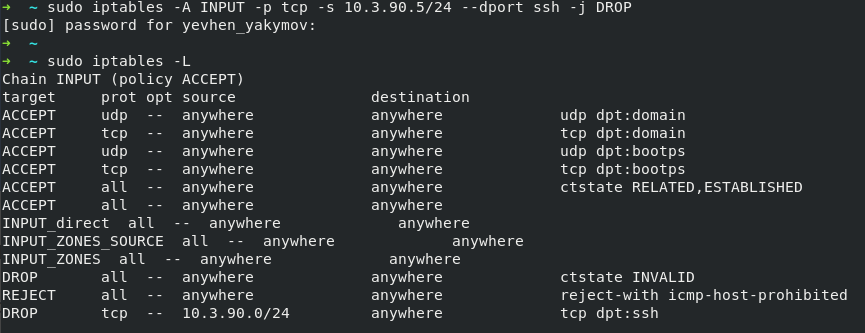 ➜  ~ sudo iptables -A INPUT -p tcp -s 10.3.90.5/24 --dport ssh -j DROP
[sudo] password for yevhen_yakymov:
➜  ~
➜  ~ sudo iptables -L
Chain INPUT (policy ACCEPT)
target     prot opt source               destination
ACCEPT     udp  --  anywhere             anywhere             udp dpt:domain
ACCEPT     tcp  --  anywhere             anywhere             tcp dpt:domain
ACCEPT     udp  --  anywhere             anywhere             udp dpt:bootps
ACCEPT     tcp  --  anywhere             anywhere             tcp dpt:bootps
ACCEPT     all  --  anywhere             anywhere             ctstate RELATED,ESTABLISHED
ACCEPT     all  --  anywhere             anywhere
INPUT_direct  all  --  anywhere             anywhere
INPUT_ZONES_SOURCE  all  --  anywhere             anywhere
INPUT_ZONES  all  --  anywhere             anywhere
DROP       all  --  anywhere             anywhere             ctstate INVALID
REJECT     all  --  anywhere             anywhere             reject-with icmp-host-prohibited
DROP       tcp  --  10.3.90.0/24         anywhere             tcp dpt:ssh